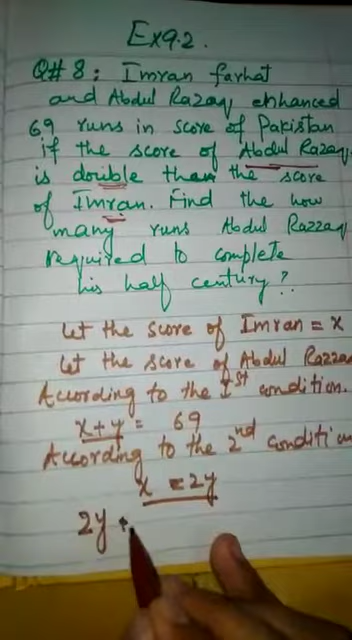 Ex 9.2.
Q#8: Imran farhat
and Abdul Razaq enhanced
69 runs in score of Pakistan
if the score of Abdul Razaq
is double than the score
of Imran. Find the how
many runs Abdul Razzaq
required to complete
his half century?
Let the score of Imran = x
Let the score of Abdul Razza
According to the Ist condition.
x + y = 69
According to the 2nd condition
x = 2y
2y +